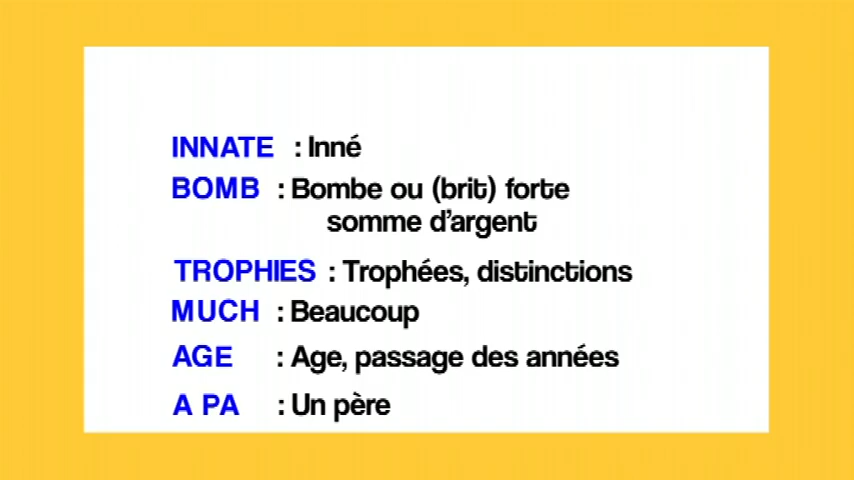 INNATE : Inné
BOMB : Bombe ou (brit) forte
somme d'argent
TROPHIES : Trophées, distinctions
MUCH : Beaucoup
AGE : Age, passage des années
A PA : Un père